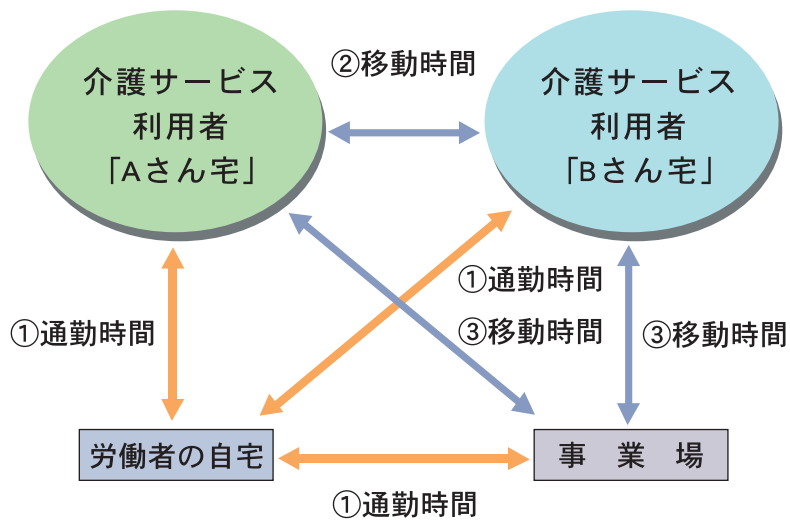 ②移動時間
介護サービス
利用者
「Aさん宅」
介護サービス
利用者
「Bさん宅」
①通勤時間
①通勤時間
③移動時間
③移動時間
労働者の自宅
事業場
①通勤時間